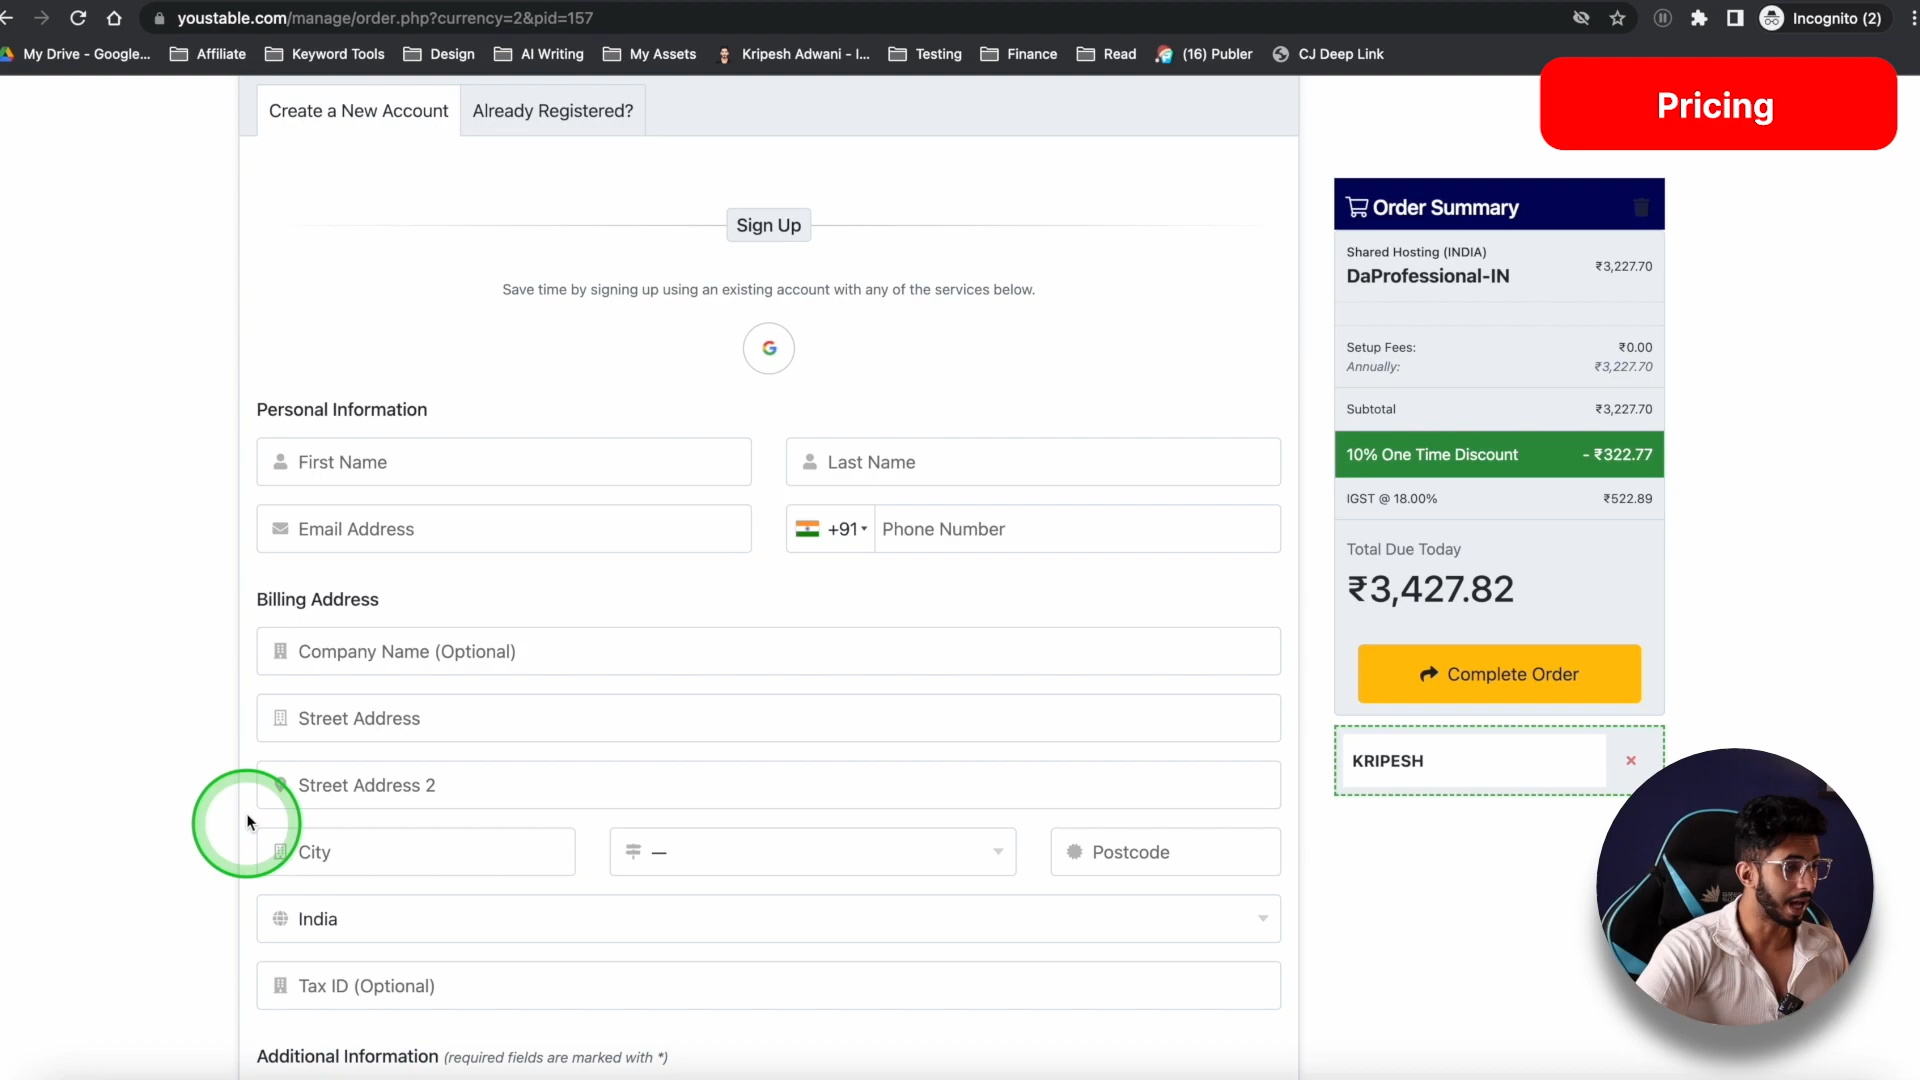 youstable.com/manage/order.php?currency=2&pid=157
Incognito (2)
My Drive - Google...
Affiliate
Keyword Tools
Design
AI Writing
My Assets
Kripesh Adwani - I...
Testing
Finance
Read
(16) Publer
CJ Deep Link
Pricing
Create a New Account
Already Registered?
Sign Up
Save time by signing up using an existing account with any of the services below.
Personal Information
First Name
Last Name
Email Address
+91
Phone Number
Billing Address
Company Name (Optional)
Street Address
Street Address 2
City
—
Postcode
India
Tax ID (Optional)
Additional Information (required fields are marked with *)
Order Summary
Shared Hosting (INDIA)
DaProfessional-IN
₹3,227.70
Setup Fees: ₹0.00
Annually: ₹3,227.70
Subtotal ₹3,227.70
10% One Time Discount - ₹322.77
IGST @ 18.00% ₹522.89
Total Due Today
₹3,427.82
Complete Order
KRIPESH